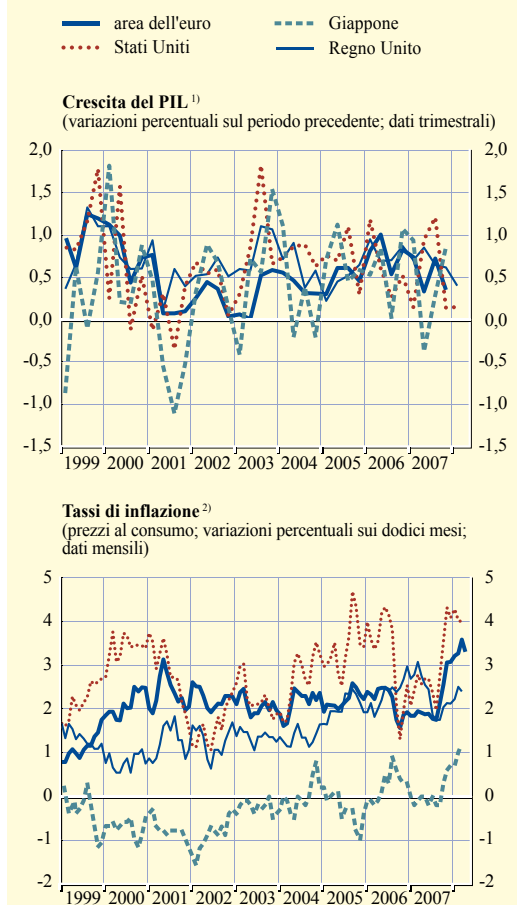 area dell'euro
Giappone
Stati Uniti
Regno Unito
Crescita del PIL 1)
(variazioni percentuali sul periodo precedente; dati trimestrali)
2,0 2,0
1,5 1,5
1,0 1,0
0,5 0,5
0,0 0,0
-0,5 -0,5
-1,0 -1,0
-1,5 -1,5
1999 2000 2001 2002 2003 2004 2005 2006 2007
Tassi di inflazione 2)
(prezzi al consumo; variazioni percentuali sui dodici mesi;
dati mensili)
5 5
4 4
3 3
2 2
1 1
0 0
-1 -1
-2 -2
1999 2000 2001 2002 2003 2004 2005 2006 2007